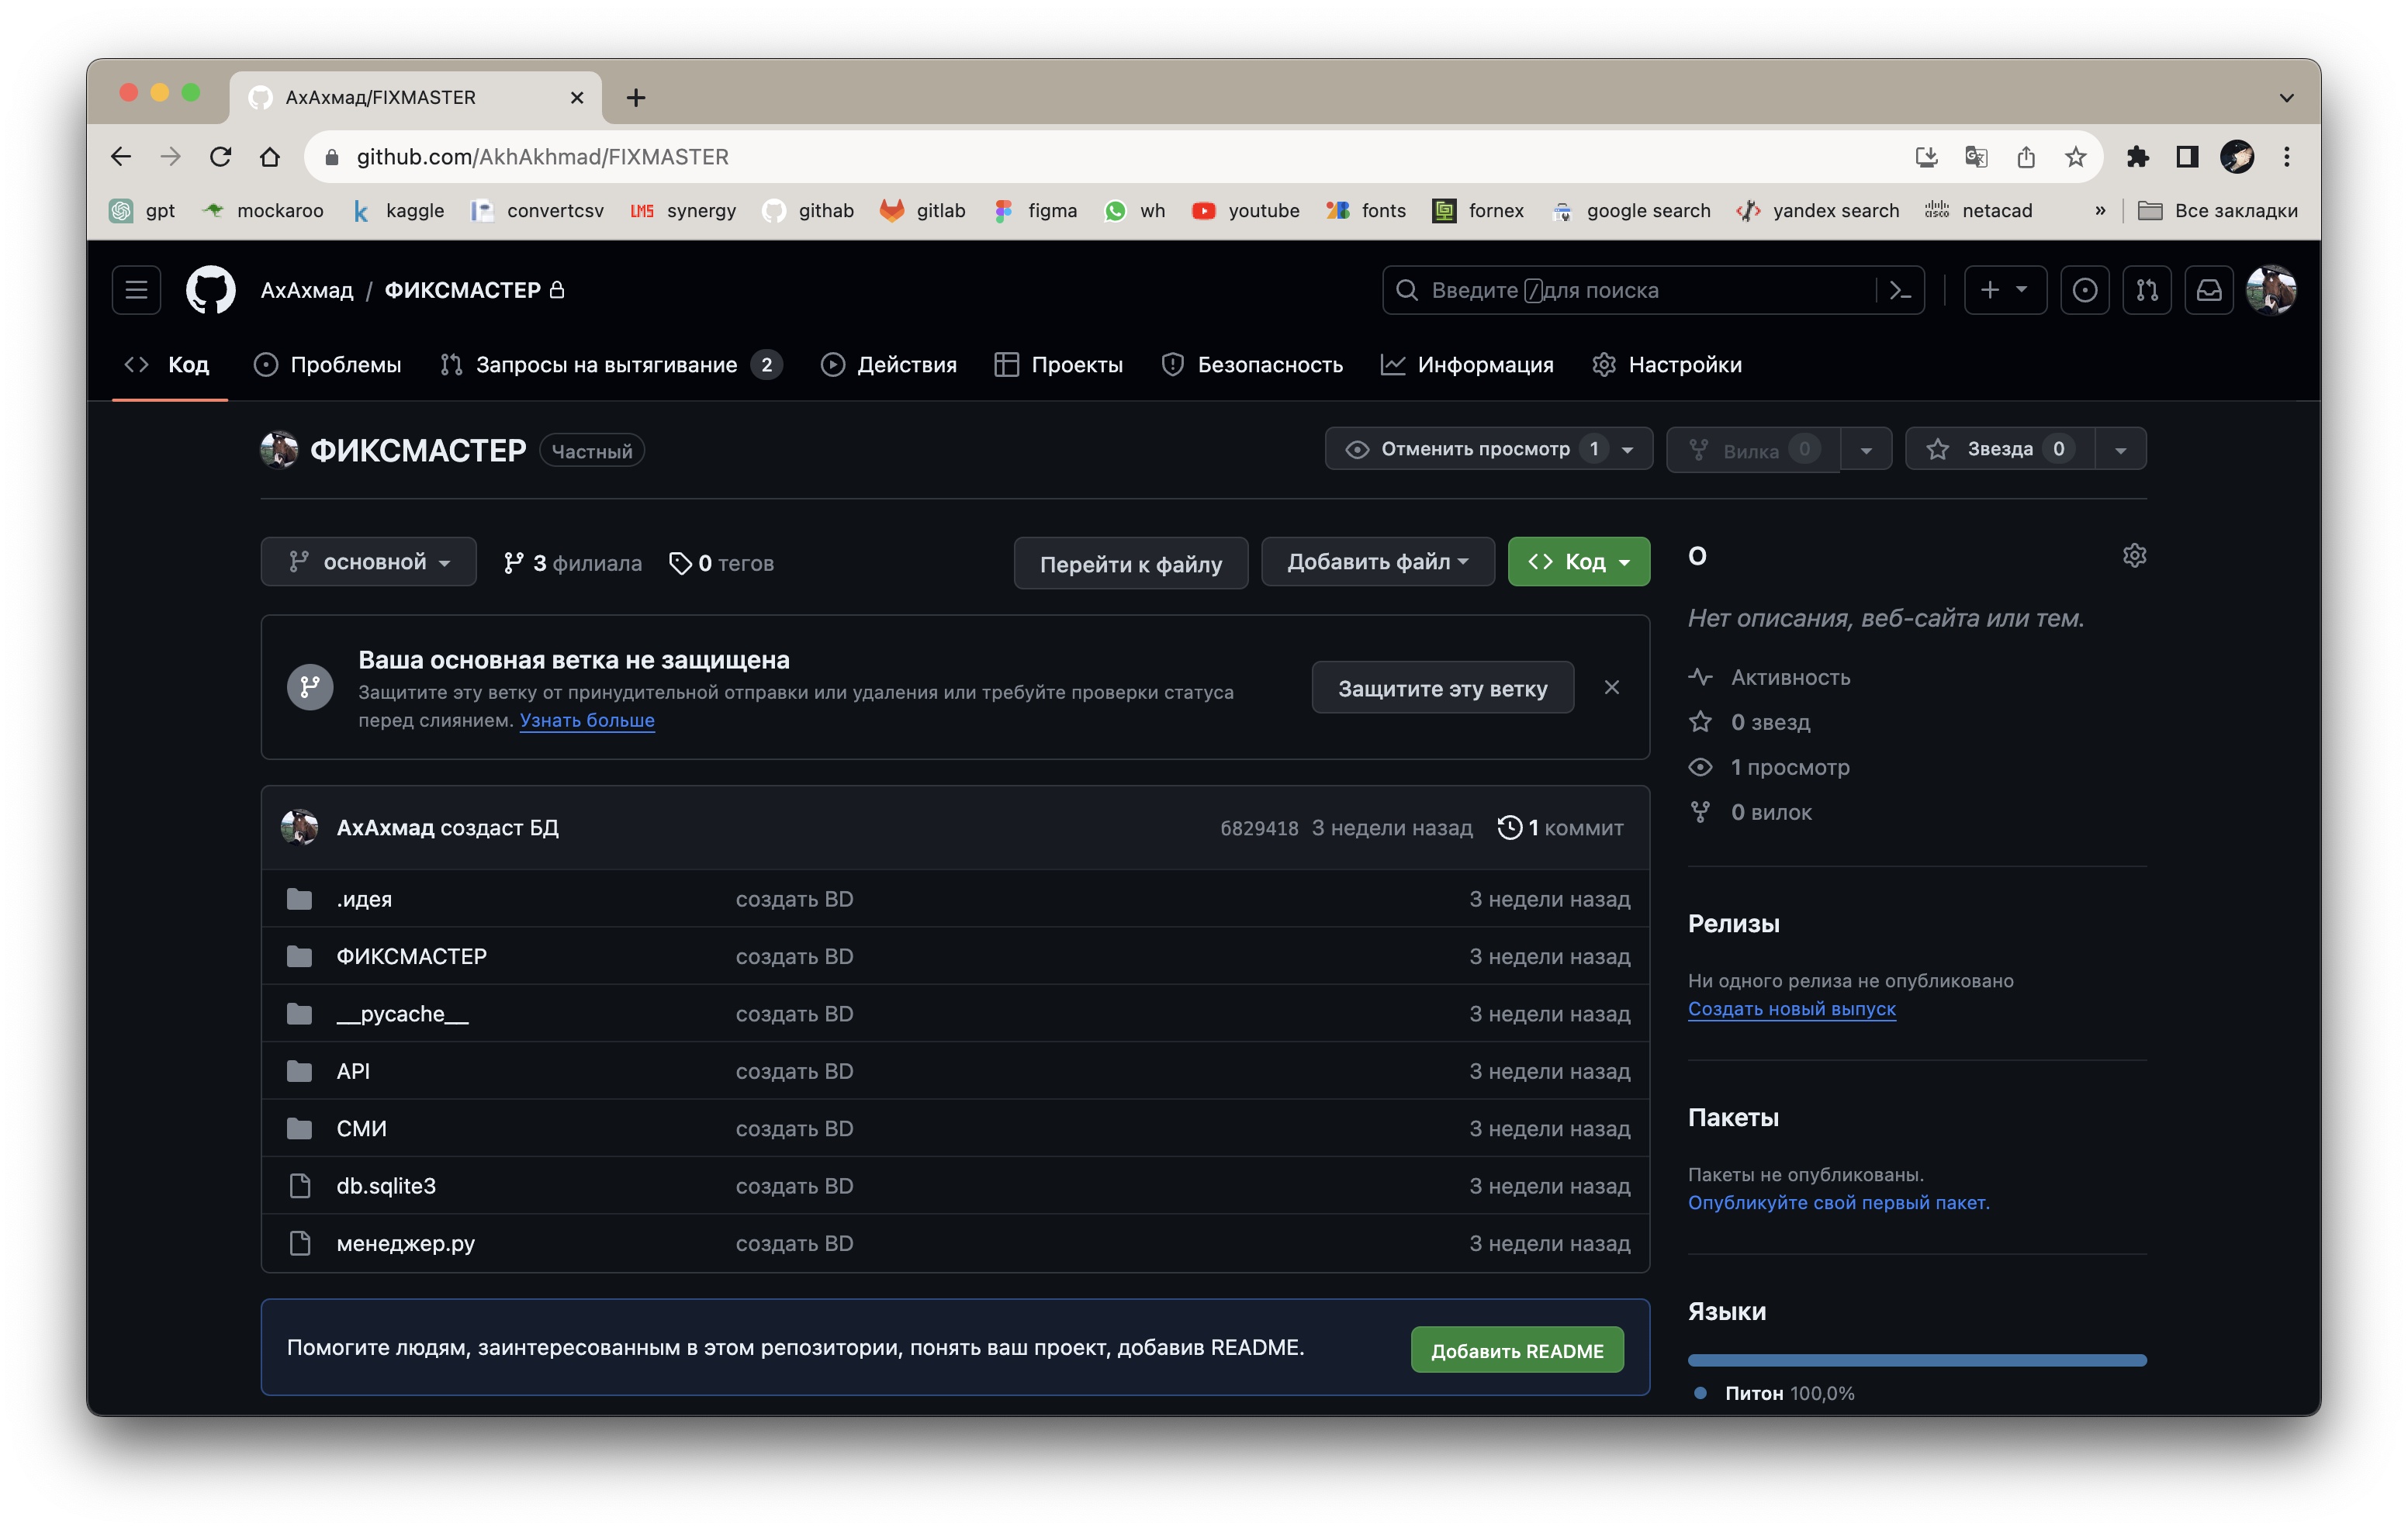 АхАхмад/FIXMASTER
github.com/AkhAkhmad/FIXMASTER
gpt mockaroo kaggle convertcsv LMS synergy githab gitlab figma wh youtube fonts fornex google search yandex search cisco netacad » Все закладки
АхАхмад / ФИКСМАСТЕР Введите / для поиска
Код Проблемы Запросы на вытягивание 2 Действия Проекты Безопасность Информация Настройки
ФИКСМАСТЕР Частный Отменить просмотр 1 Вилка 0 Звезда 0
основной 3 филиала 0 тегов Перейти к файлу Добавить файл Код
Ваша основная ветка не защищена
Защитите эту ветку от принудительной отправки или удаления или требуйте проверки статуса
перед слиянием. Узнать больше
Защитите эту ветку
АхАхмад создаст БД 6829418 3 недели назад 1 коммит
.идея создать BD 3 недели назад
ФИКСМАСТЕР создать BD 3 недели назад
__pycache__ создать BD 3 недели назад
API создать BD 3 недели назад
СМИ создать BD 3 недели назад
db.sqlite3 создать BD 3 недели назад
менеджер.py создать BD 3 недели назад
Помогите людям, заинтересованным в этом репозитории, понять ваш проект, добавив README. Добавить README
О
Нет описания, веб-сайта или тем.
Активность
0 звезд
1 просмотр
0 вилок
Релизы
Ни одного релиза не опубликовано
Создать новый выпуск
Пакеты
Пакеты не опубликованы.
Опубликуйте свой первый пакет.
Языки
Питон 100,0%